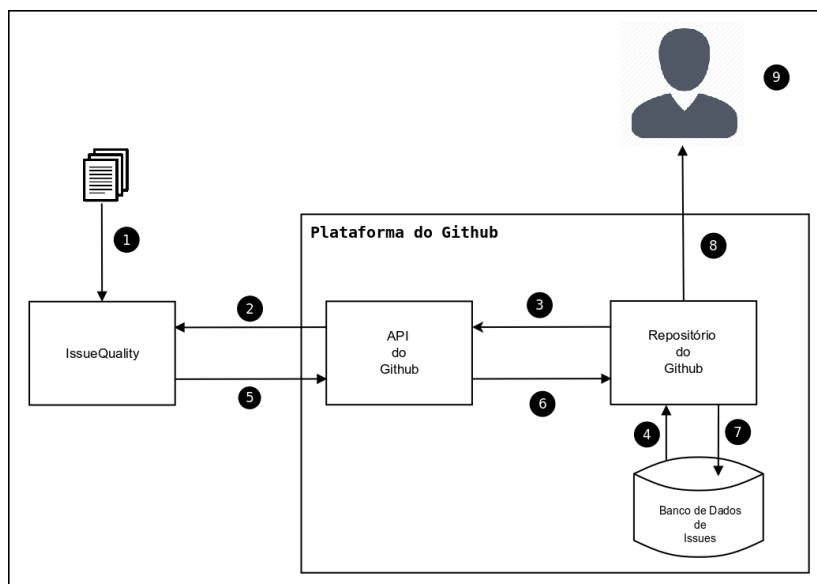 9
1
Plataforma do Github
8
2
3
IssueQuality
API
do
Github
Repositório
do
Github
5
6
4
7
Banco de Dados
de
Issues